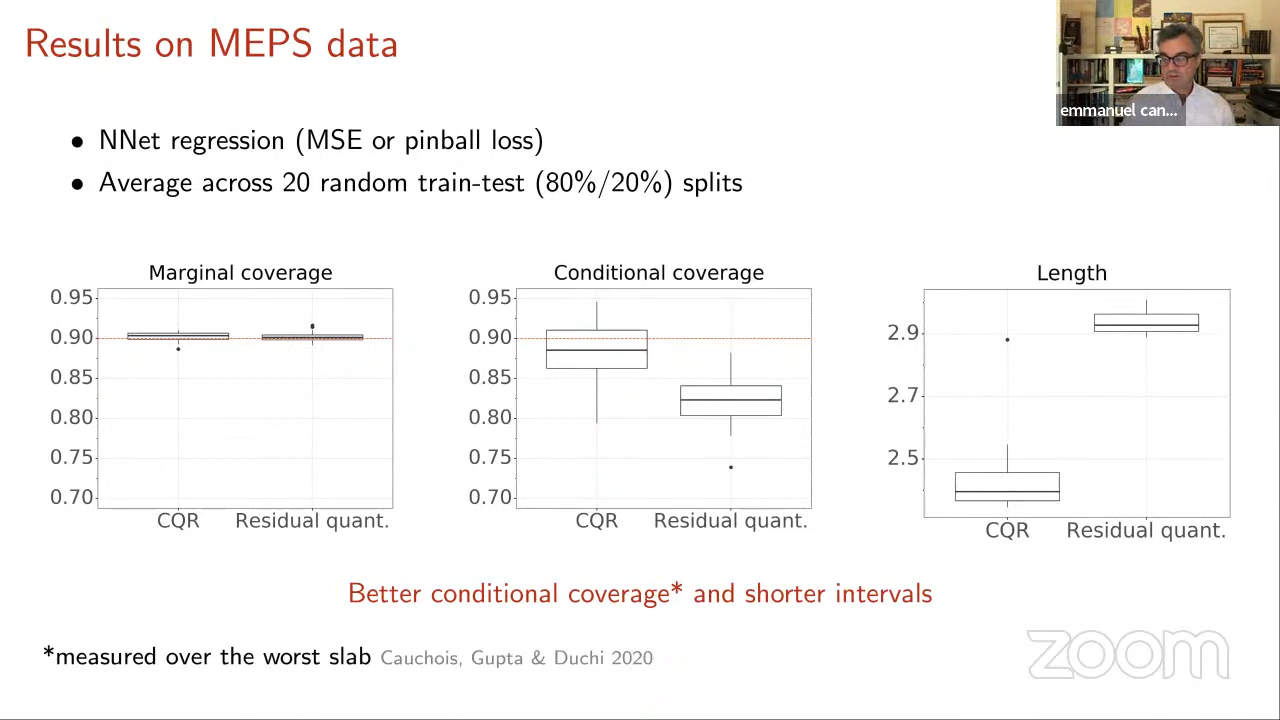 Results on MEPS data
emmanuel can...
• NNet regression (MSE or pinball loss)
• Average across 20 random train-test (80%/20%) splits
Marginal coverage
0.95
0.90
0.85
0.80
0.75
0.70
CQR
Residual quant.
Conditional coverage
0.95
0.90
0.85
0.80
0.75
0.70
CQR
Residual quant.
Length
2.9
2.7
2.5
CQR
Residual quant.
Better conditional coverage* and shorter intervals
*measured over the worst slab Cauchois, Gupta & Duchi 2020
zoom